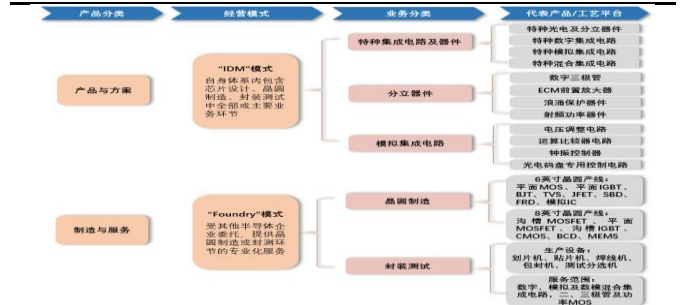 产品分类
经营模式
业务分类
代表产品/工艺平台
产品与方案
"IDM"模式
自身体系内包含
芯片设计、晶圆
制造、封装测试
中全部或主要业
务环节
特种集成电路及器件
特种光电及分立器件
特种数字集成电路
特种模拟集成电路
特种混合集成电路
分立器件
数字三极管
ECM前置放大器
浪涌保护器件
射频功率器件
模拟集成电路
电压调整电路
运算比较器电路
钟振控制器
光电码盘专用控制电路
制造与服务
"Foundry"模式
受其他半导体企
业委托，提供晶
圆制造或封测环
节的专业化服务
晶圆制造
6英寸晶圆产线：
平面MOS、平面IGBT、
BJT、TVS、JFET、SBD、
FRD、模拟IC
8英寸晶圆产线：
沟槽MOSFET、平面
MOSFET、沟槽IGBT、
CMOS、BCD、MEMS
封装测试
生产设备：
划片机、贴片机、焊线机、
包封机、测试分选机
服务范围：
数字、模拟及数模混合集
成电路，二、三极管及功
率MOS